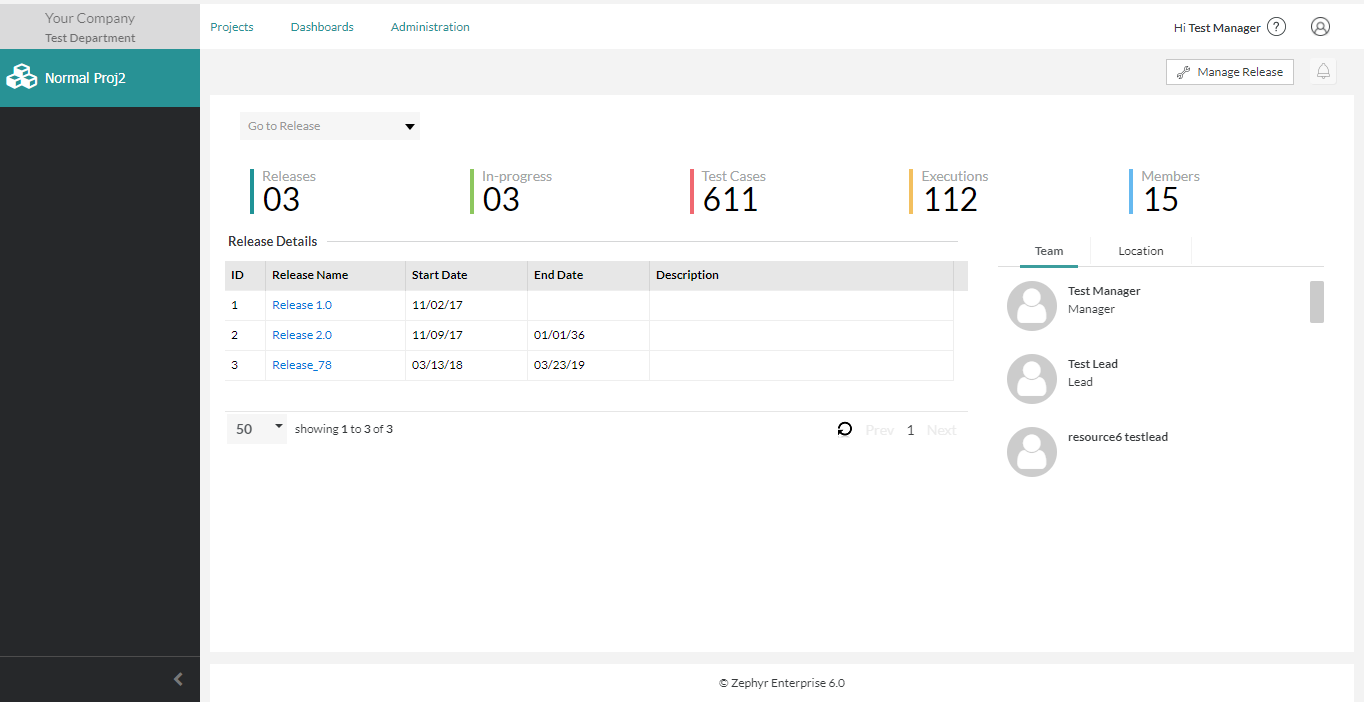 Your Company
Test Department
Projects Dashboards Administration
Hi Test Manager ?
Normal Proj2
Manage Release
Go to Release
Releases
03
In-progress
03
Test Cases
611
Executions
112
Members
15
Release Details
ID Release Name Start Date End Date Description
1 Release 1.0 11/02/17
2 Release 2.0 11/09/17 01/01/36
3 Release_78 03/13/18 03/23/19
50 showing 1 to 3 of 3
Prev 1 Next
Team Location
Test Manager
Manager
Test Lead
Lead
resource6 testlead
© Zephyr Enterprise 6.0